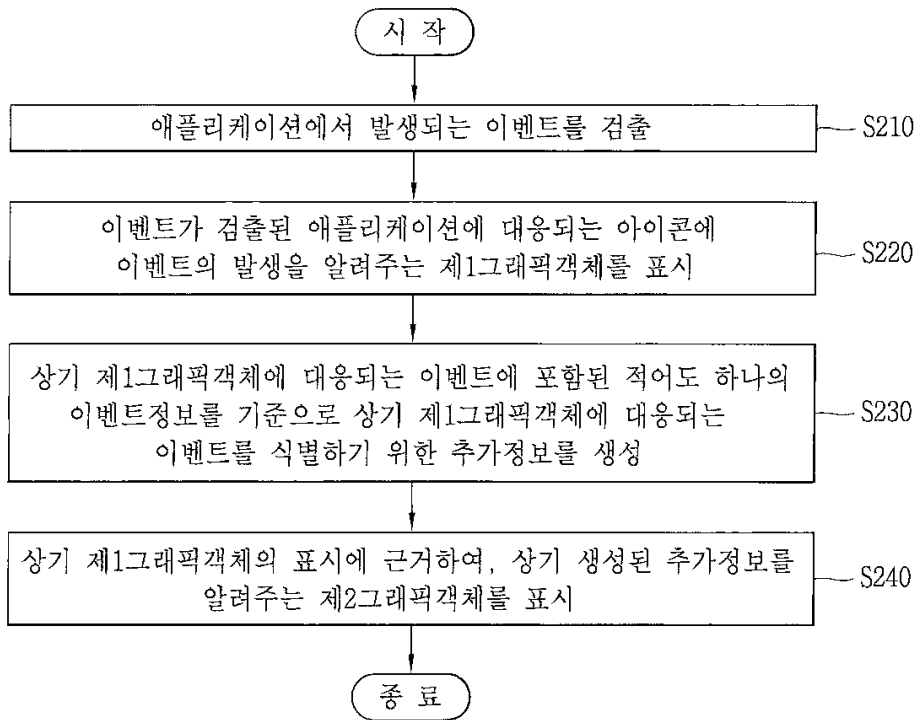 시 작
애플리케이션에서 발생되는 이벤트를 검출
S210
이벤트가 검출된 애플리케이션에 대응되는 아이콘에
이벤트의 발생을 알려주는 제1그래픽객체를 표시
S220
상기 제1그래픽객체에 대응되는 이벤트에 포함된 적어도 하나의
이벤트정보를 기준으로 상기 제1그래픽객체에 대응되는
이벤트를 식별하기 위한 추가정보를 생성
S230
상기 제1그래픽객체의 표시에 근거하여, 상기 생성된 추가정보를
알려주는 제2그래픽객체를 표시
S240
종 료